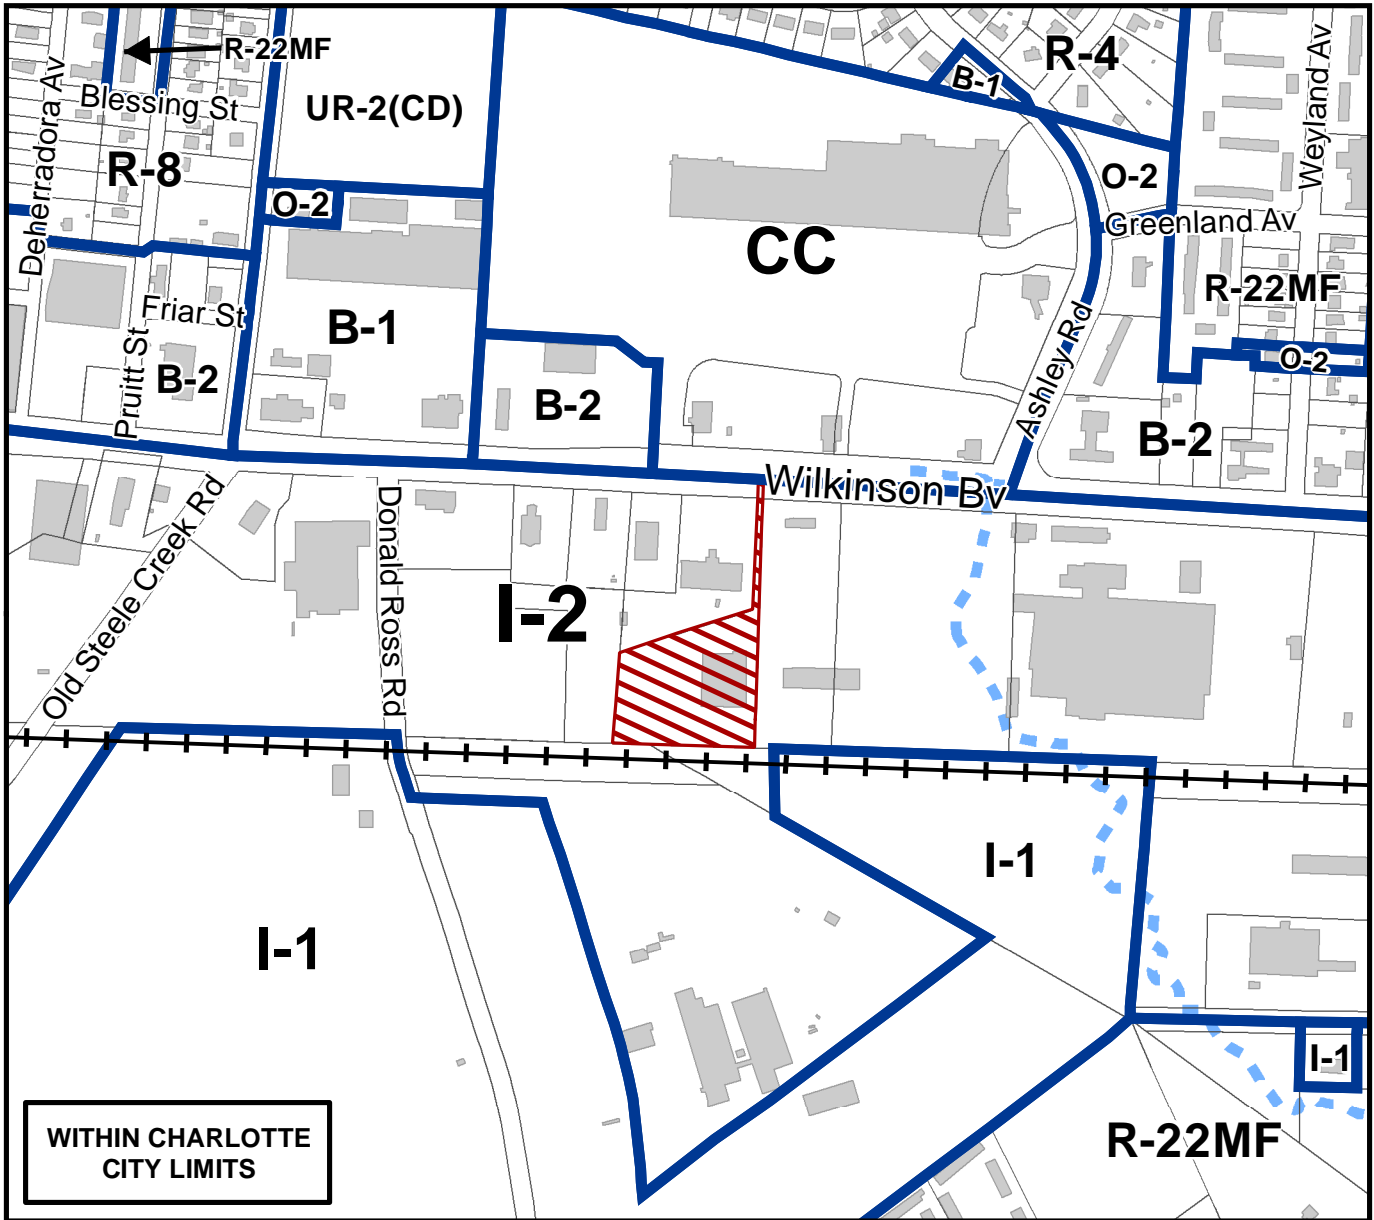 R-22MF
R-4
B-1
Weyland Av
Deherradora Av
Blessing St
UR-2(CD)
R-8
O-2
O-2
Greenland Av
CC
R-22MF
Friar St
B-1
Ashley Rd
O-2
Pruitt St
B-2
B-2
B-2
Wilkinson Bv
Old Steele Creek Rd
Donald Ross Rd
I-2
I-1
I-1
I-1
R-22MF
WITHIN CHARLOTTE
CITY LIMITS